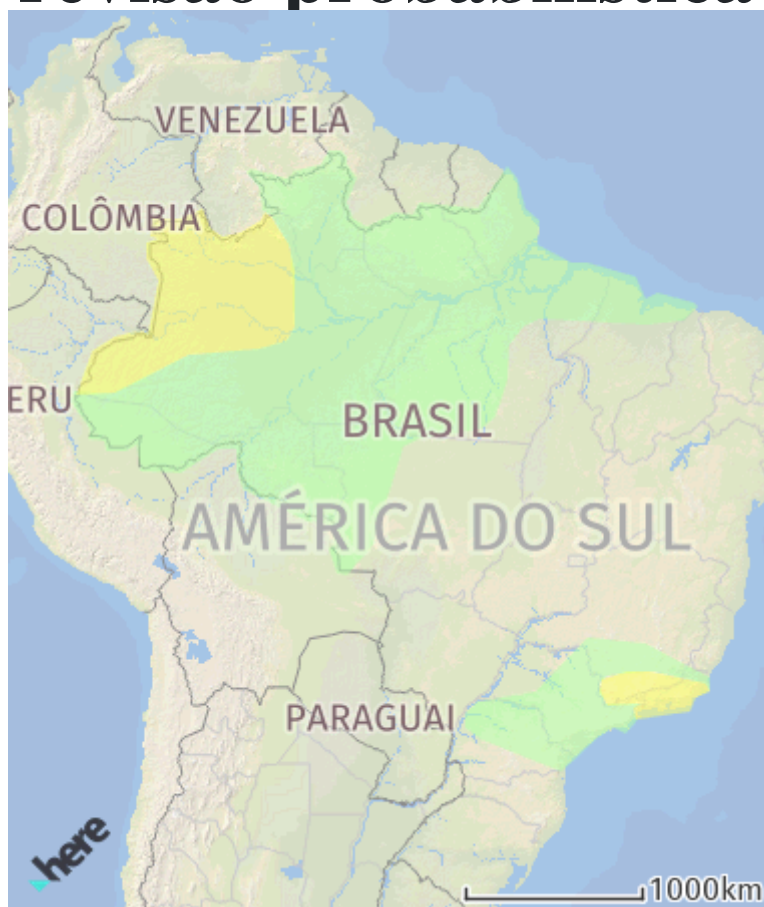 VENEZUELA
COLÔMBIA
ERU
BRASIL
AMÉRICA DO SUL
PARAGUAI
here
1000km